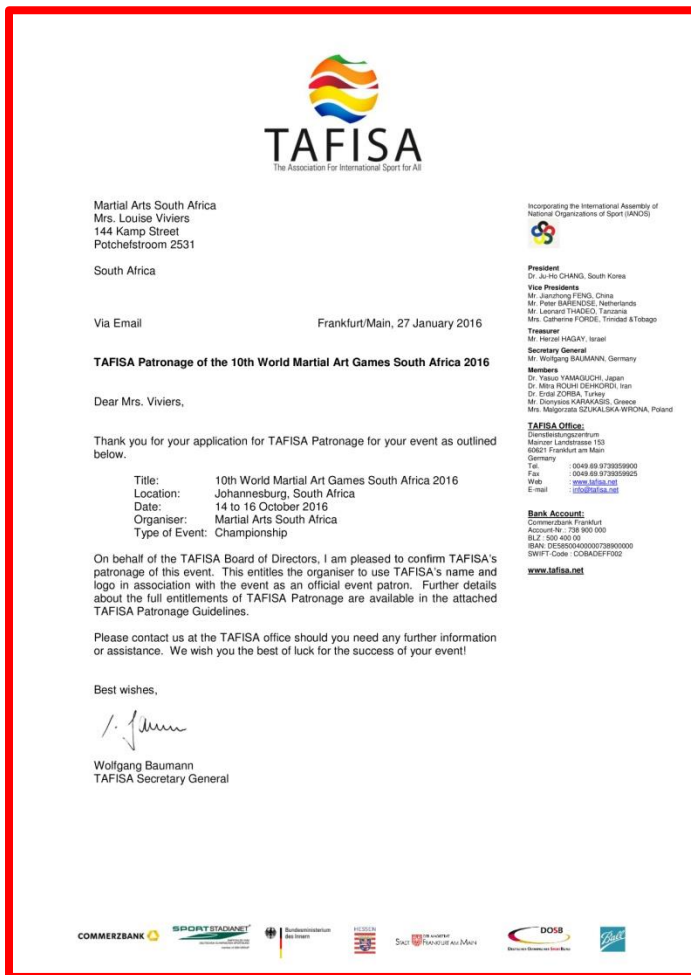 TAFISA
The Association For International Sport for All
Martial Arts South Africa
Mrs. Louise Viviers
144 Kamp Street
Potchefstroom 2531
South Africa
Via Email Frankfurt/Main, 27 January 2016
TAFISA Patronage of the 10th World Martial Art Games South Africa 2016
Dear Mrs. Viviers,
Thank you for your application for TAFISA Patronage for your event as outlined
below.
Title: 10th World Martial Art Games South Africa 2016
Location: Johannesburg, South Africa
Date: 14 to 16 October 2016
Organiser: Martial Arts South Africa
Type of Event: Championship
On behalf of the TAFISA Board of Directors, I am pleased to confirm TAFISA's
patronage of this event. This entitles the organiser to use TAFISA's name and
logo in association with the event as an official event patron. Further details
about the full entitlements of TAFISA Patronage are available in the attached
TAFISA Patronage Guidelines.
Please contact us at the TAFISA office should you need any further information
or assistance. We wish you the best of luck for the success of your event!
Best wishes,
Wolfgang Baumann
TAFISA Secretary General
Incorporating the International Assembly of
National Organizations of Sport (IANOS)
President
Dr. Ju-Ho CHANG, South Korea
Vice Presidents
Mr. Jianzhong FENG, China
Mr. Peter BARENDSE, Netherlands
Mr. Leonard THADEO, Tanzania
Mrs. Catherine FORDE, Trinidad &Tobago
Treasurer
Mr. Herzel HAGAY, Israel
Secretary General
Mr. Wolfgang BAUMANN, Germany
Members
Dr. Yasuo YAMAGUCHI, Japan
Dr. Mitra ROUHI DEHKORDI, Iran
Dr. Erdal ZORBA, Turkey
Mr. Dionysios KARAKASIS, Greece
Mrs. Malgorzata SZUKALSKA-WRONA, Poland
TAFISA Office:
Dienstleistungszentrum
Mainzer Landstrasse 153
60621 Frankfurt am Main
Germany
Tel. : 0049.69.9739359900
Fax : 0049.69.9739359925
Web : www.tafisa.net
E-mail : info@tafisa.net
Bank Account:
Commerzbank Frankfurt
Account-Nr.: 738 900 000
BLZ : 500 400 00
IBAN: DE58500400000738900000
SWIFT-Code : COBADEFF002
www.tafisa.net
COMMERZBANK
SPORTSTADIANET
Bundesministerium
des Innern
HESSEN
STADT FRANKFURT AM MAIN
DOSB
Ball